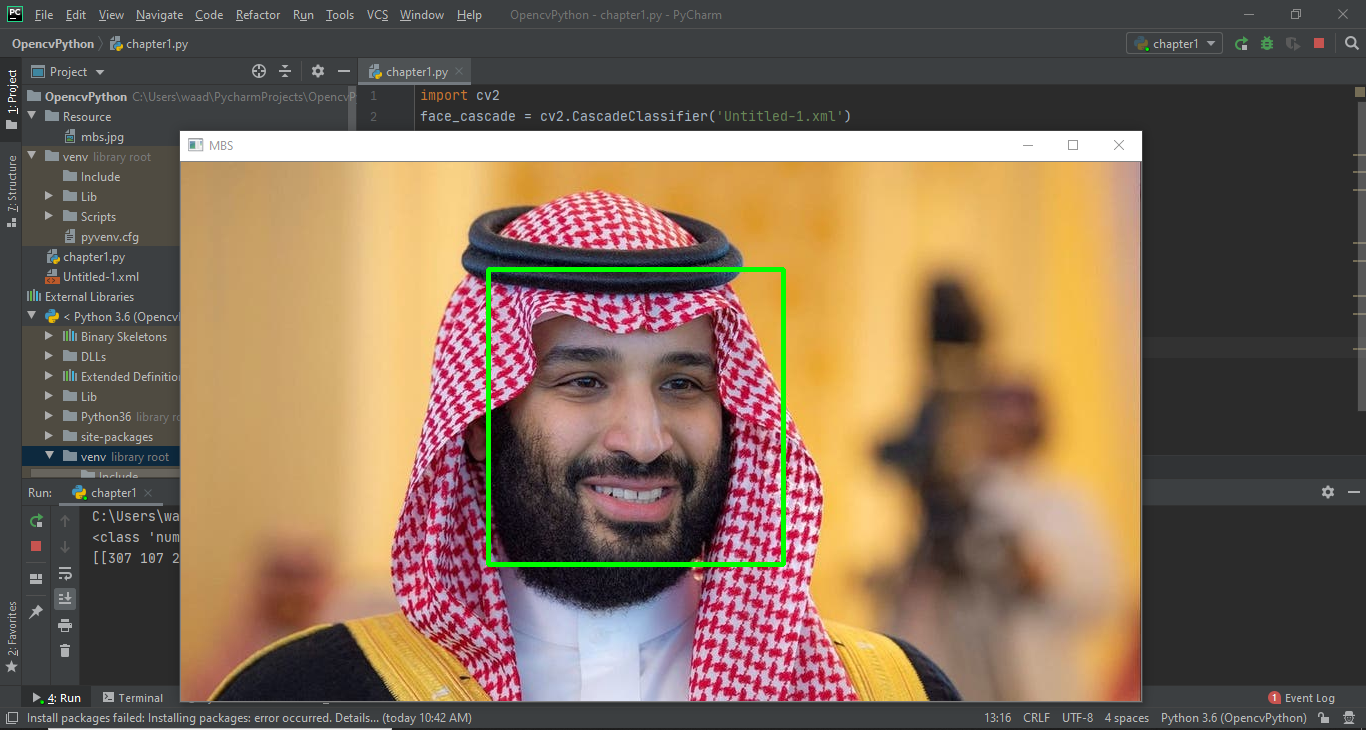 PC File Edit View Navigate Code Refactor Run Tools VCS Window Help OpencvPython - chapter1.py - PyCharm
OpencvPython chapter1.py chapter1
1: Project
Project
chapter1.py
OpencvPython C:\Users\waad\PycharmProjects\OpencvP
Resource
mbs.jpg
venv library root
Include
Lib
Scripts
pyvenv.cfg
chapter1.py
Untitled-1.xml
External Libraries
< Python 3.6 (Opencv
Binary Skeletons
DLLs
Extended Definitio
Lib
Python36 library ro
site-packages
venv library root
Include
7: Structure
2: Favorites
1 import cv2
2 face_cascade = cv2.CascadeClassifier('Untitled-1.xml')
MBS
Run: chapter1
C:\Users\wa
<class 'num
[[307 107 2
4: Run Terminal Event Log
1
Install packages failed: Installing packages: error occurred. Details... (today 10:42 AM)
13:16 CRLF UTF-8 4 spaces Python 3.6 (OpencvPython)